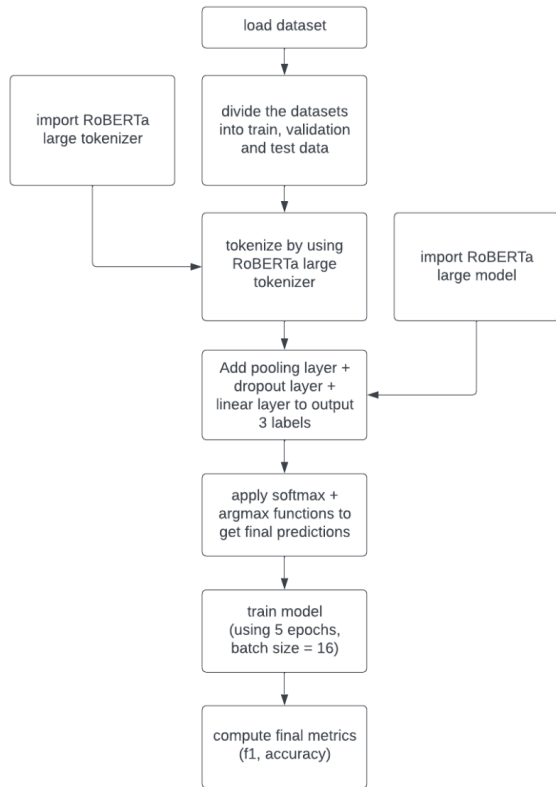 load dataset
import RoBERTa
large tokenizer
divide the datasets
into train, validation
and test data
tokenize by using
RoBERTa large
tokenizer
import RoBERTa
large model
Add pooling layer +
dropout layer +
linear layer to output
3 labels
apply softmax +
argmax functions to
get final predictions
train model
(using 5 epochs,
batch size = 16)
compute final metrics
(f1, accuracy)